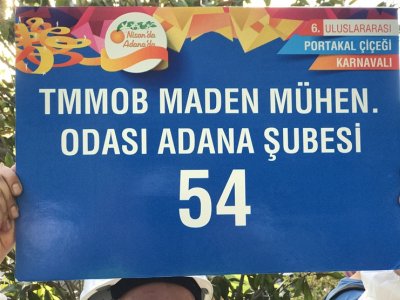 Nisan'da
Adana'da
6. ULUSLARARASI
PORTAKAL ÇİÇEĞİ
KARNAVALI
TMMOB MADEN MÜHEN.
ODASI ADANA ŞUBESİ
54